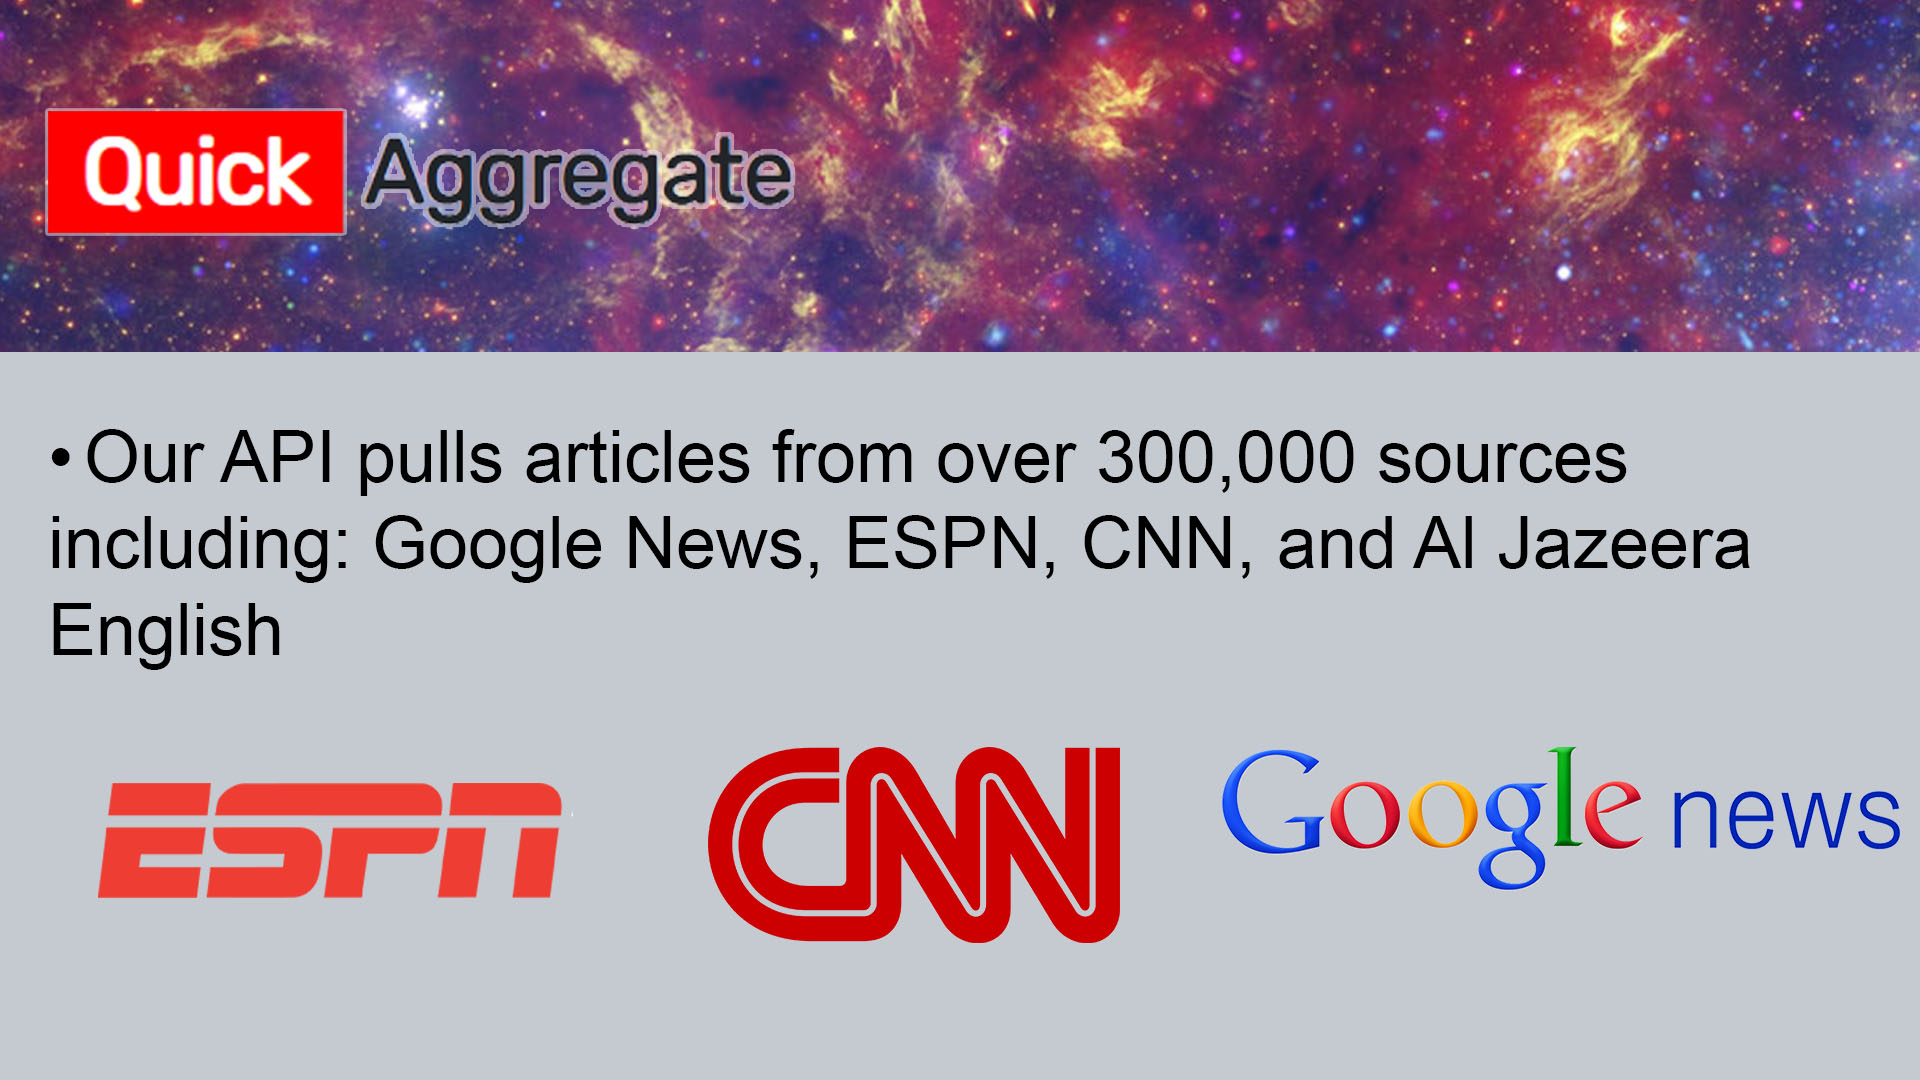 Quick Aggregate
• Our API pulls articles from over 300,000 sources
including: Google News, ESPN, CNN, and Al Jazeera
English
ESPN CNN Google news